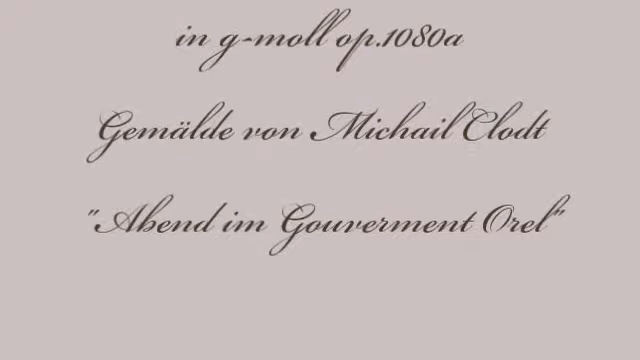 in g-moll op.1080a
Gemälde von Michail Clodt
"Abend im Gouverment Orel"